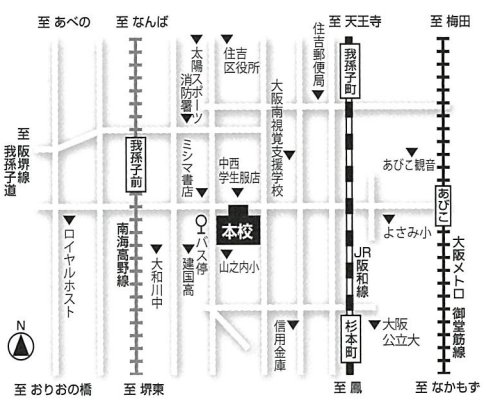 至 あべの
至 なんば
至 天王寺
至 梅田
太陽スポーツ
消防署
住吉
区役所
住吉郵便局
我孫子町
大阪南視覚支援学校
至 阪堺線
我孫子道
我孫子前
ミシマ書店
中西
学生服店
あびこ観音
あびこ
本校
バス停
よさみ小
ロイヤルホスト
南海高野線
大和川中
建国高
山之内小
JR阪和線
大阪メトロ 御堂筋線
信用金庫
杉本町
大阪
公立大
N
至 おりおの橋
至 堺東
至 鳳
至 なかもず